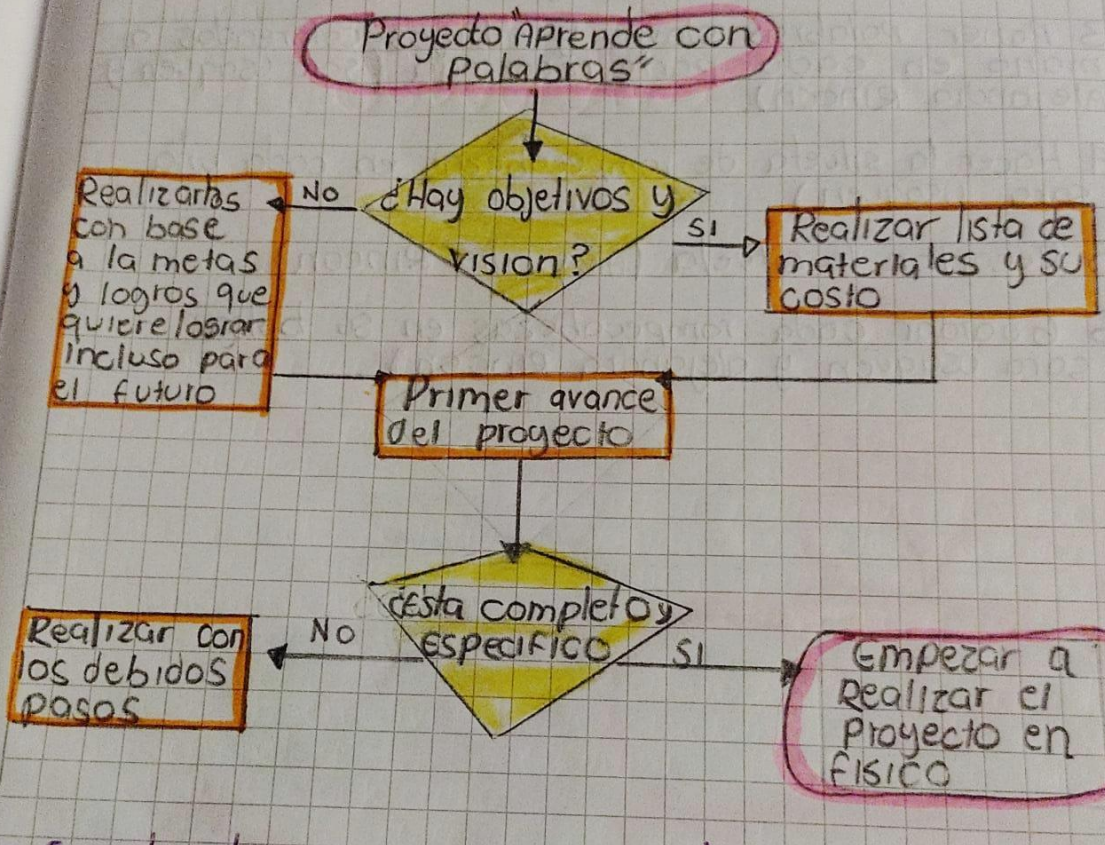 Proyecto "Aprende con
Palabras"
¿Hay objetivos y
vision?
NO
SI
Realizarlos
con base
a la metas
y logros que
quiere lograr
incluso para
el futuro
Realizar lista de
materiales y su
costo
Primer avance
del proyecto
¿Esta completo y
especifico
NO
SI
Realizar con
los debidos
pasos
Empezar a
Realizar el
Proyecto en
fisico